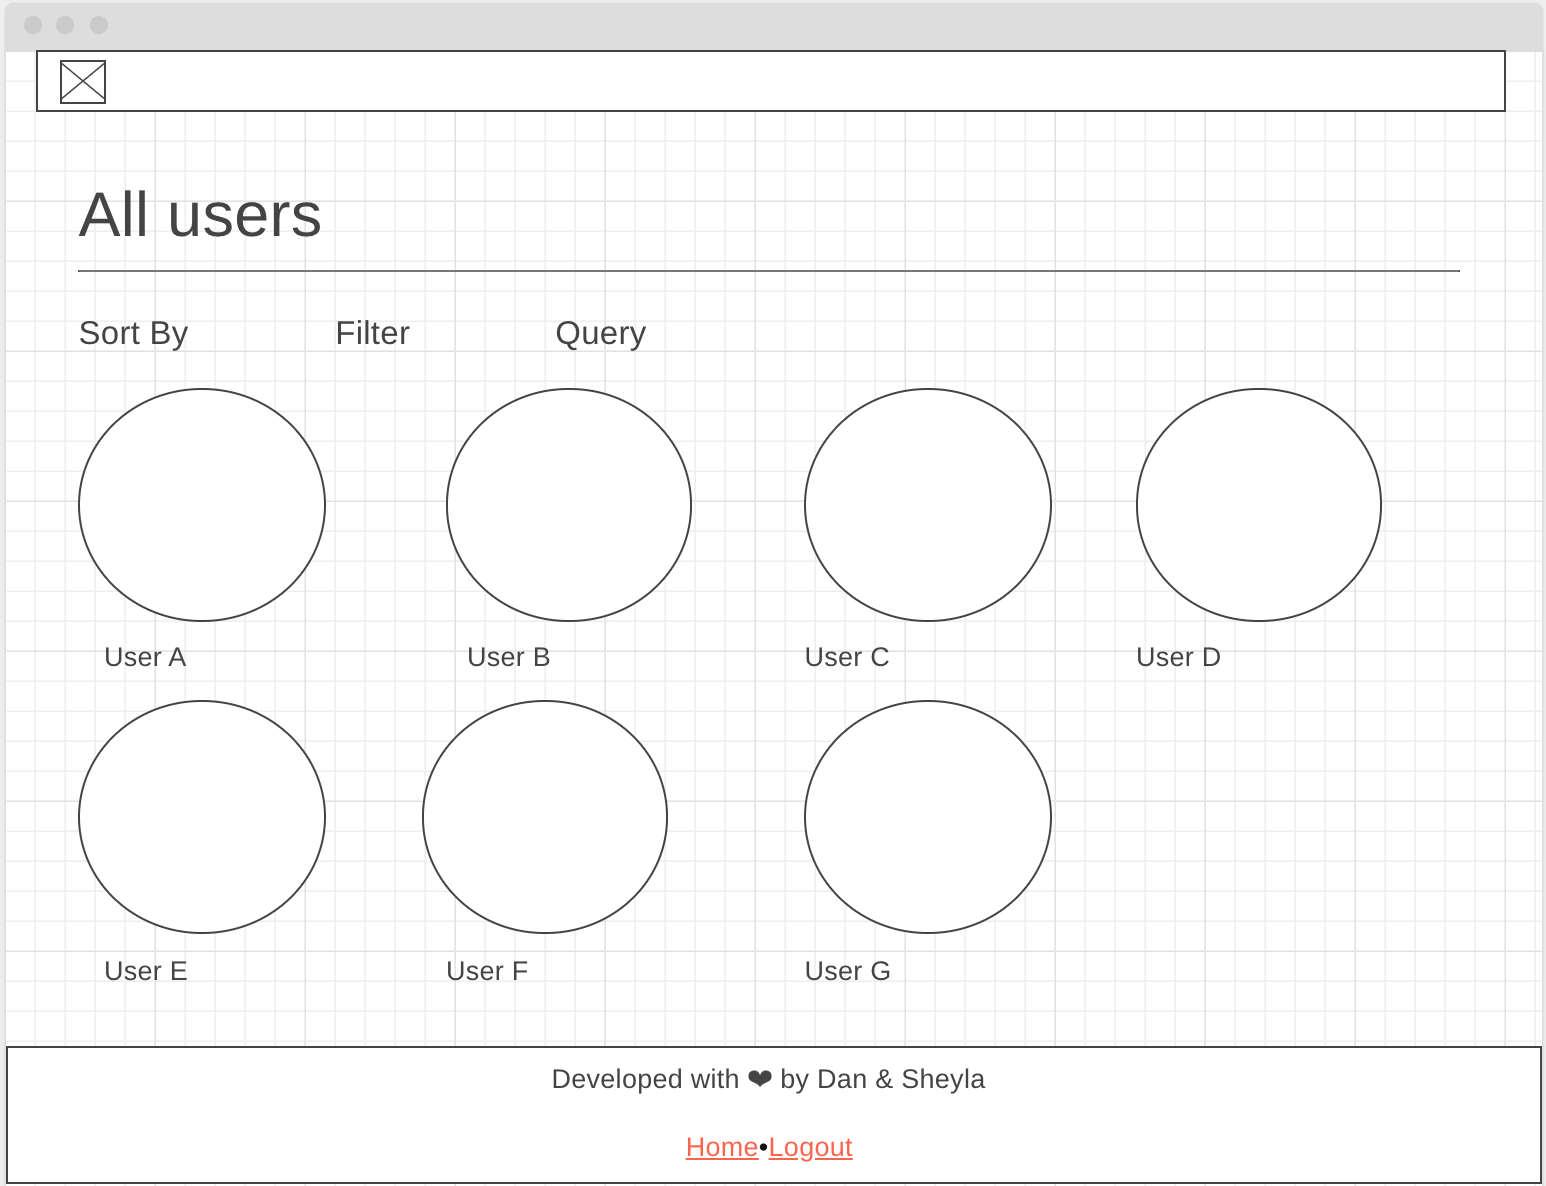 All users
Sort By Filter Query
User A User B User C User D
User E User F User G
Developed with ❤ by Dan & Sheyla
Home•Logout